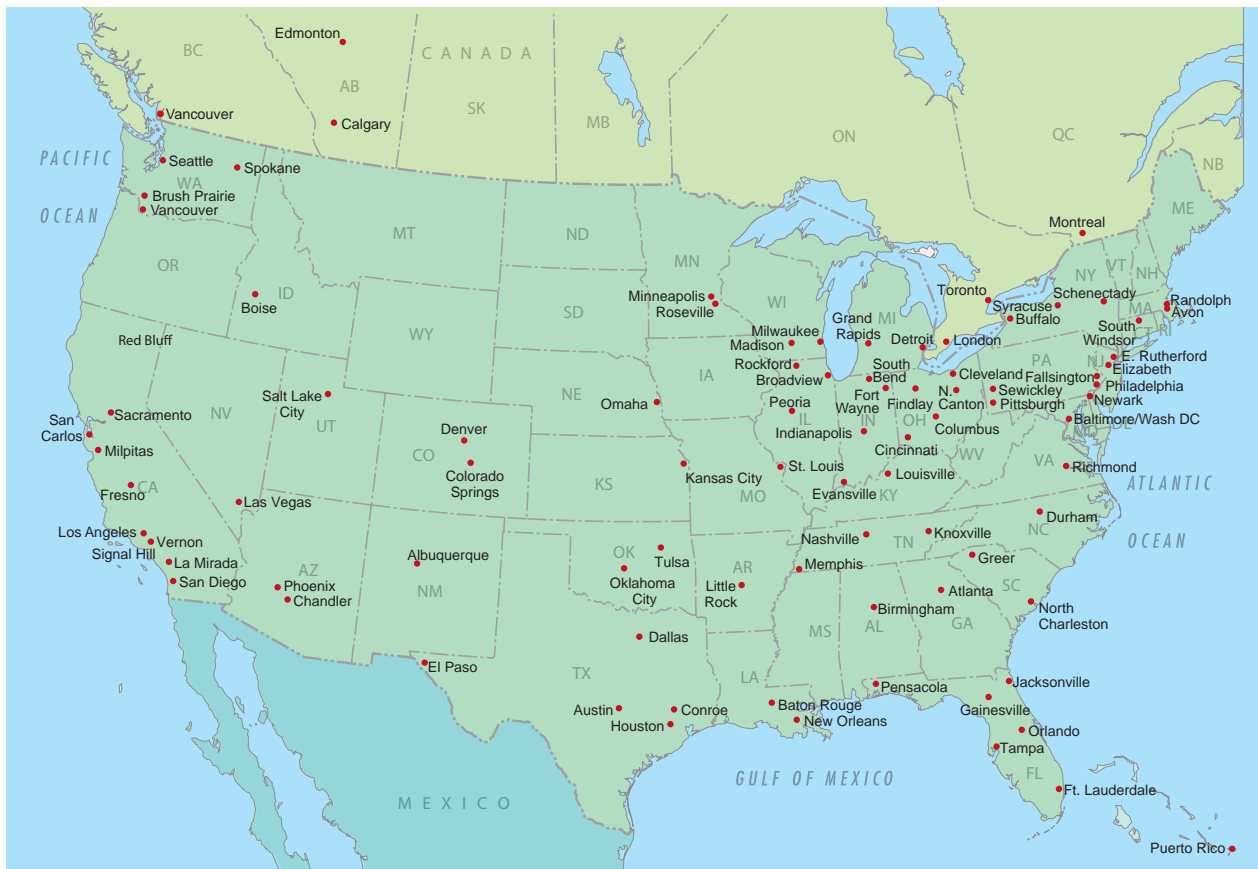 Edmonton
BC
CANADA
AB
SK
MB
ON
QC
NB
Vancouver
Calgary
PACIFIC
OCEAN
Seattle
Spokane
WA
Brush Prairie
Vancouver
MT
ND
MN
ME
Montreal
OR
ID
Boise
WY
SD
Minneapolis
Roseville
WI
MI
Toronto
NY
VT
NH
Syracuse
Schenectady
Buffalo
MA
Randolph
Avon
CT
RI
South
Windsor
Red Bluff
Milwaukee
Madison
Grand
Rapids
Detroit
London
PA
NJ
E. Rutherford
Elizabeth
Rockford
Broadview
South
Bend
Cleveland
Fallsington
Philadelphia
Newark
NE
IA
Omaha
Peoria
IL
Fort
Wayne
IN
Findlay
OH
N.
Canton
Sewickley
Pittsburgh
Baltimore/Wash DC
MD
DE
Salt Lake
City
NV
UT
Sacramento
San
Carlos
Milpitas
Denver
CO
Colorado
Springs
Indianapolis
Cincinnati
Columbus
WV
VA
Richmond
KS
Kansas City
MO
St. Louis
Evansville
Louisville
KY
ATLANTIC
OCEAN
Fresno
CA
Las Vegas
Los Angeles
Vernon
Signal Hill
La Mirada
San Diego
AZ
Phoenix
Chandler
Albuquerque
NM
OK
Tulsa
Oklahoma
City
AR
Little
Rock
Nashville
TN
Knoxville
Memphis
Durham
NC
Greer
SC
Atlanta
North
Charleston
Birmingham
MS
AL
GA
Dallas
El Paso
TX
LA
Austin
Conroe
Houston
Baton Rouge
New Orleans
Pensacola
Jacksonville
Gainesville
Orlando
Tampa
FL
Ft. Lauderdale
GULF OF MEXICO
MEXICO
Puerto Rico